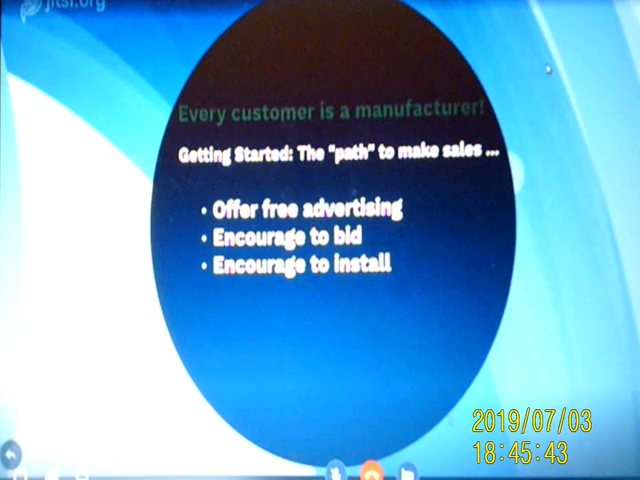 jitsi.org
Every customer is a manufacturer!
Getting Started: The "path" to make sales ...
• Offer free advertising
• Encourage to bid
• Encourage to install
2019/07/03
18:45:43